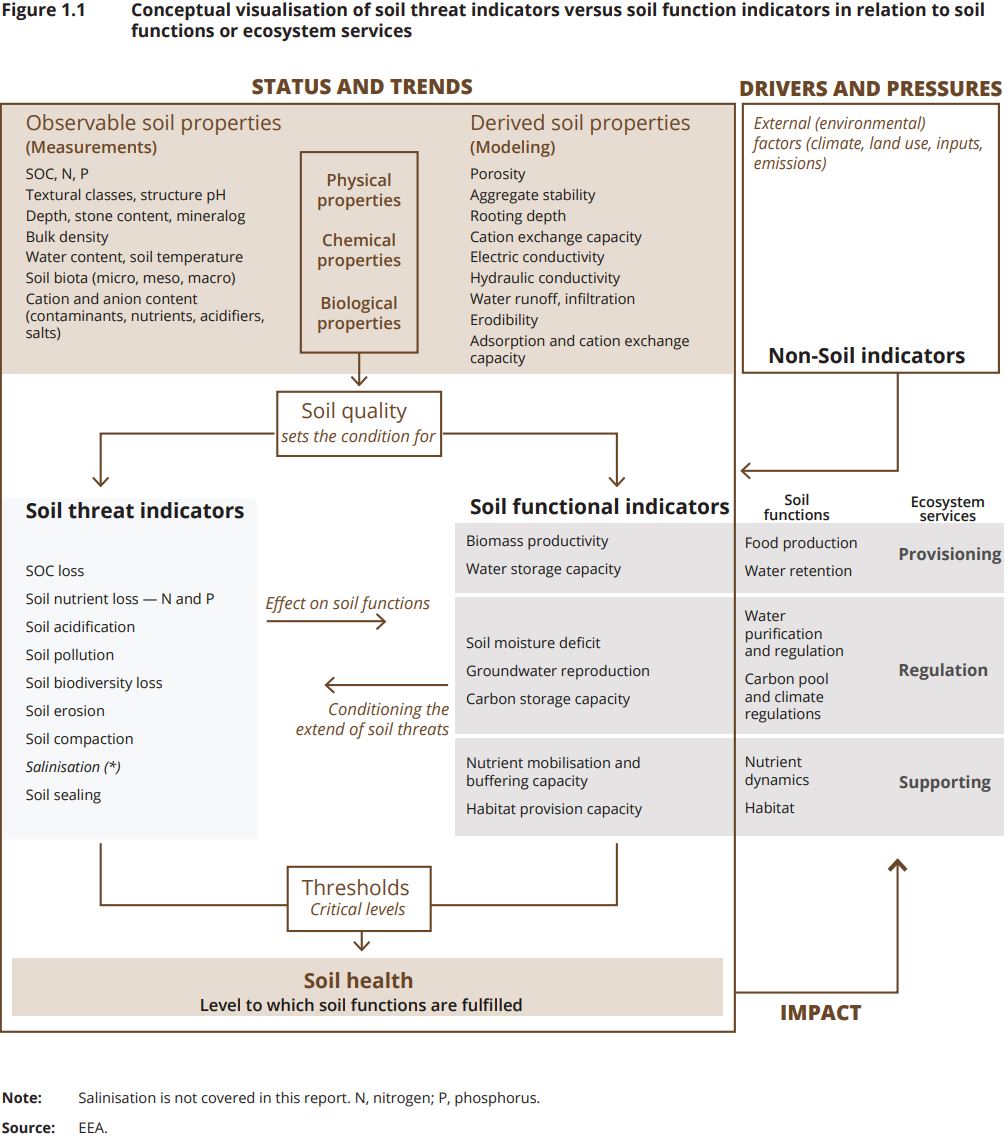 Figure 1.1 Conceptual visualisation of soil threat indicators versus soil function indicators in relation to soil
functions or ecosystem services
STATUS AND TRENDS
DRIVERS AND PRESSURES
Observable soil properties
(Measurements)
SOC, N, P
Textural classes, structure pH
Depth, stone content, mineralog
Bulk density
Water content, soil temperature
Soil biota (micro, meso, macro)
Cation and anion content
(contaminants, nutrients, acidifiers,
salts)
Physical
properties
Chemical
properties
Biological
properties
Derived soil properties
(Modeling)
Porosity
Aggregate stability
Rooting depth
Cation exchange capacity
Electric conductivity
Hydraulic conductivity
Water runoff, infiltration
Erodibility
Adsorption and cation exchange
capacity
External (environmental)
factors (climate, land use, inputs,
emissions)
Non-Soil indicators
Soil quality
sets the condition for
Soil threat indicators
SOC loss
Soil nutrient loss — N and P
Soil acidification
Soil pollution
Soil biodiversity loss
Soil erosion
Soil compaction
Salinisation (*)
Soil sealing
Effect on soil functions
Conditioning the
extend of soil threats
Soil functional indicators
Biomass productivity
Water storage capacity
Soil moisture deficit
Groundwater reproduction
Carbon storage capacity
Nutrient mobilisation and
buffering capacity
Habitat provision capacity
Soil
functions
Food production
Water retention
Water
purification
and regulation
Carbon pool
and climate
regulations
Nutrient
dynamics
Habitat
Ecosystem
services
Provisioning
Regulation
Supporting
Thresholds
Critical levels
Soil health
Level to which soil functions are fulfilled
IMPACT
Note: Salinisation is not covered in this report. N, nitrogen; P, phosphorus.
Source: EEA.